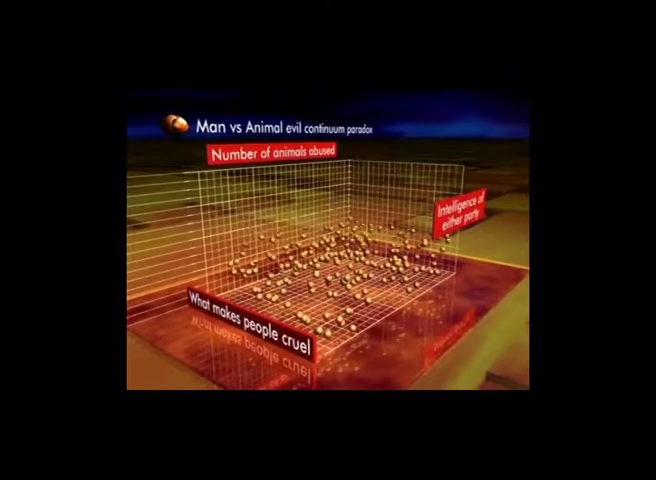 Man vs Animal evil continuum paradox
Number of animals abused
Intelligence of
either party
What makes people cruel